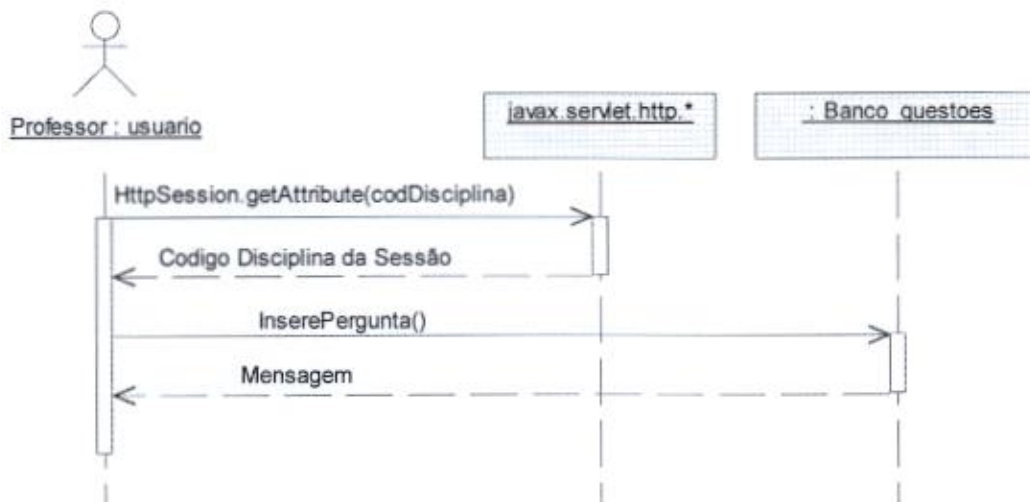 Professor : usuario
javax.servlet.http.*
: Banco_questoes
HttpSession.getAttribute(codDisciplina)
Codigo Disciplina da Sessão
InserePergunta()
Mensagem